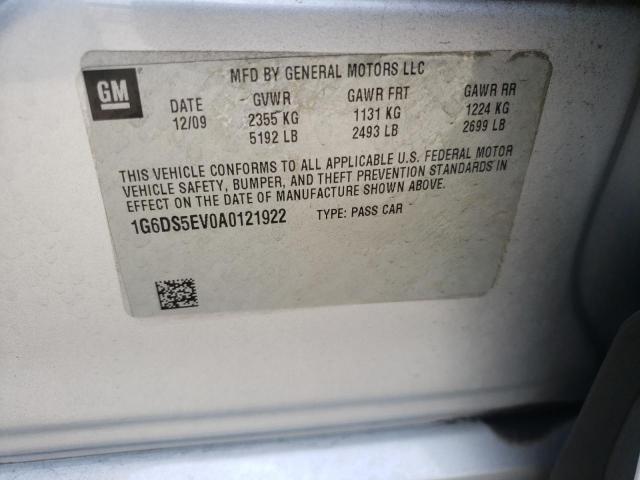 GM
MFD BY GENERAL MOTORS LLC
DATE GVWR GAWR FRT GAWR RR
12/09 2355 KG 1131 KG 1224 KG
5192 LB 2493 LB 2699 LB
THIS VEHICLE CONFORMS TO ALL APPLICABLE U.S. FEDERAL MOTOR
VEHICLE SAFETY, BUMPER, AND THEFT PREVENTION STANDARDS IN
EFFECT ON THE DATE OF MANUFACTURE SHOWN ABOVE.
1G6DS5EV0A0121922 TYPE: PASS CAR